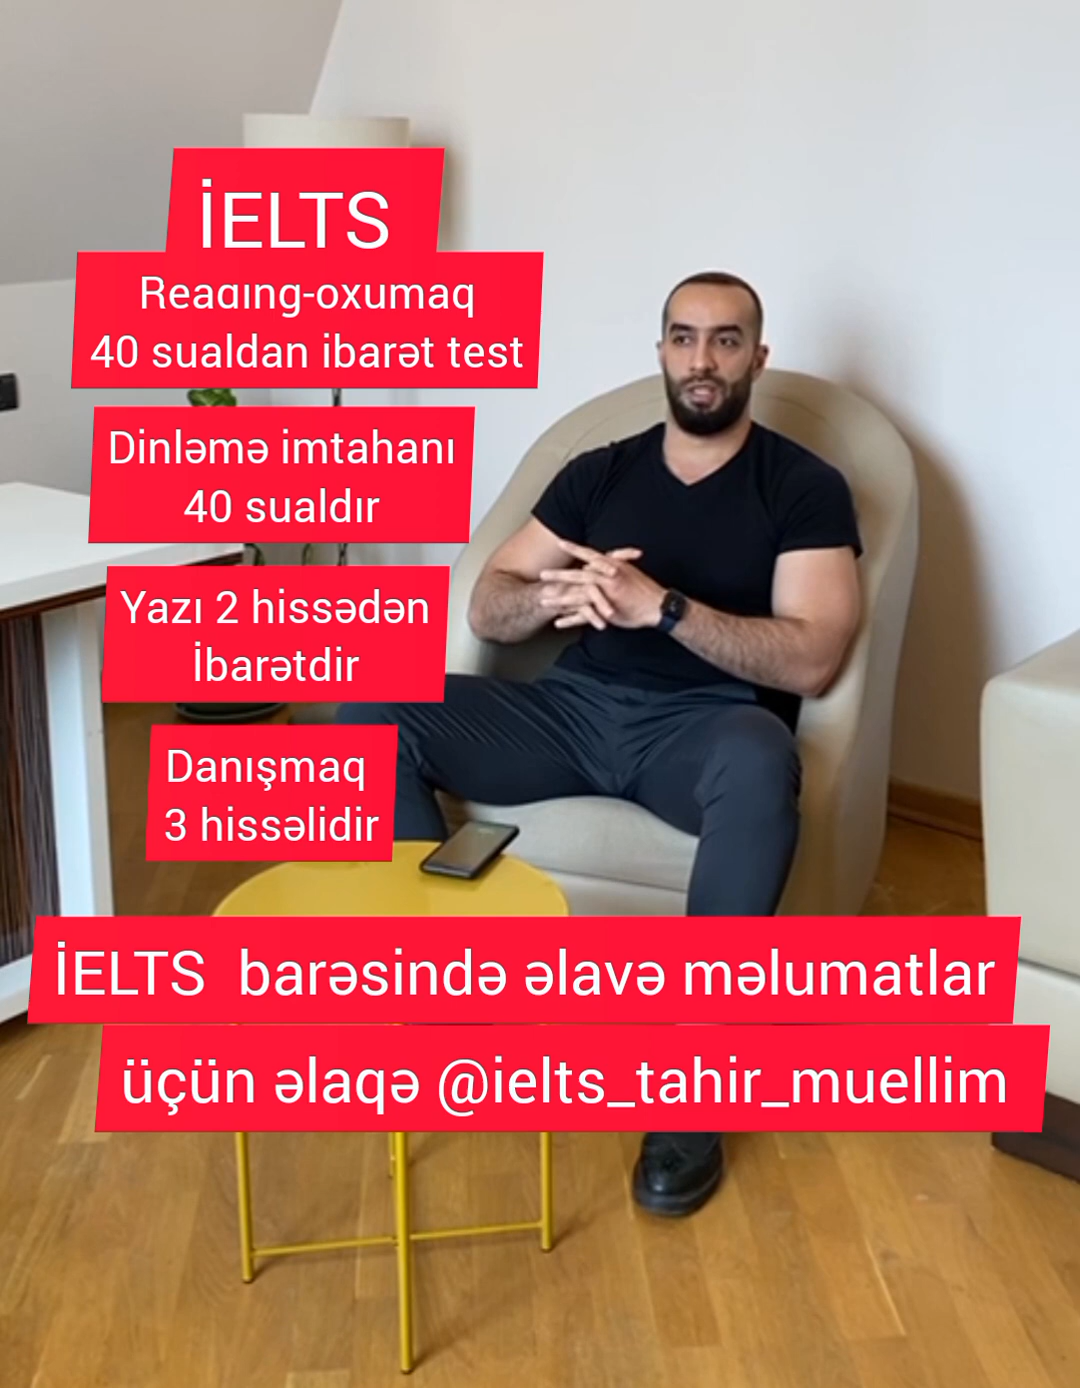 İELTS
Reaɑıng-oxumaq
40 sualdan ibarət test
Dinləmə imtahanı
40 sualdır
Yazı 2 hissədən
İbarətdir
Danışmaq
3 hissəlidir
İELTS barəsində əlavə məlumatlar
üçün əlaqə @ielts_tahir_muellim